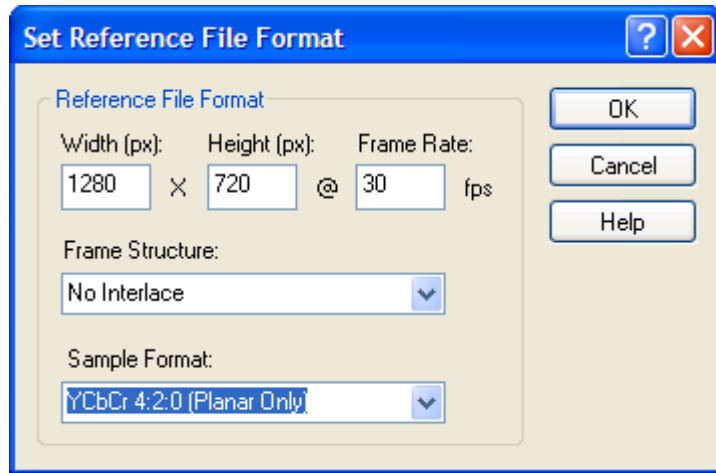 Set Reference File Format
Reference File Format
Width (px): Height (px): Frame Rate:
1280 X 720 @ 30 fps
Frame Structure:
No Interlace
Sample Format:
YCbCr 4:2:0 (Planar Only)
OK
Cancel
Help